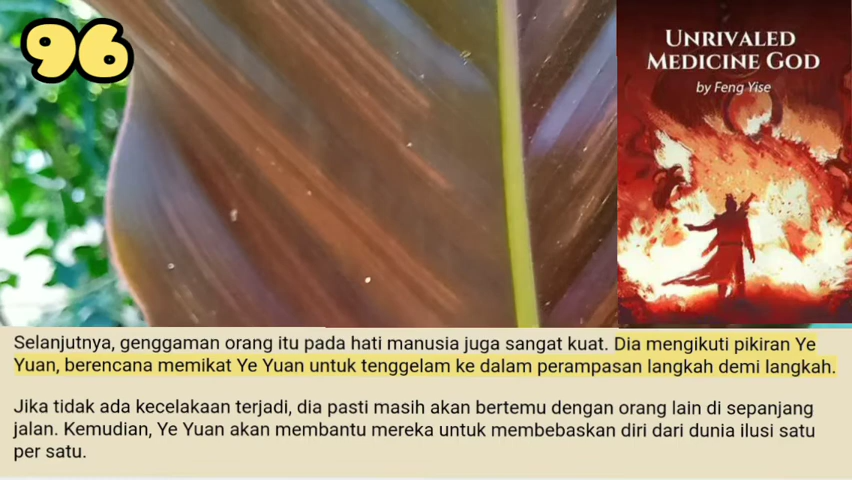 96
UNRIVALED
MEDICINE GOD
by Feng Yise
Selanjutnya, genggaman orang itu pada hati manusia juga sangat kuat. Dia mengikuti pikiran Ye
Yuan, berencana memikat Ye Yuan untuk tenggelam ke dalam perampasan langkah demi langkah.
Jika tidak ada kecelakaan terjadi, dia pasti masih akan bertemu dengan orang lain di sepanjang
jalan. Kemudian, Ye Yuan akan membantu mereka untuk membebaskan diri dari dunia ilusi satu
per satu.